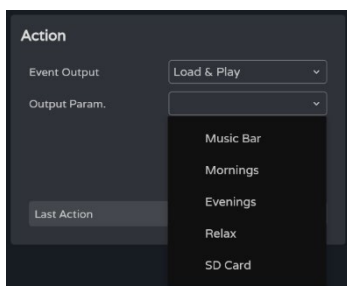 Action
Event Output
Load & Play
Output Param.
Music Bar
Mornings
Evenings
Last Action
Relax
SD Card